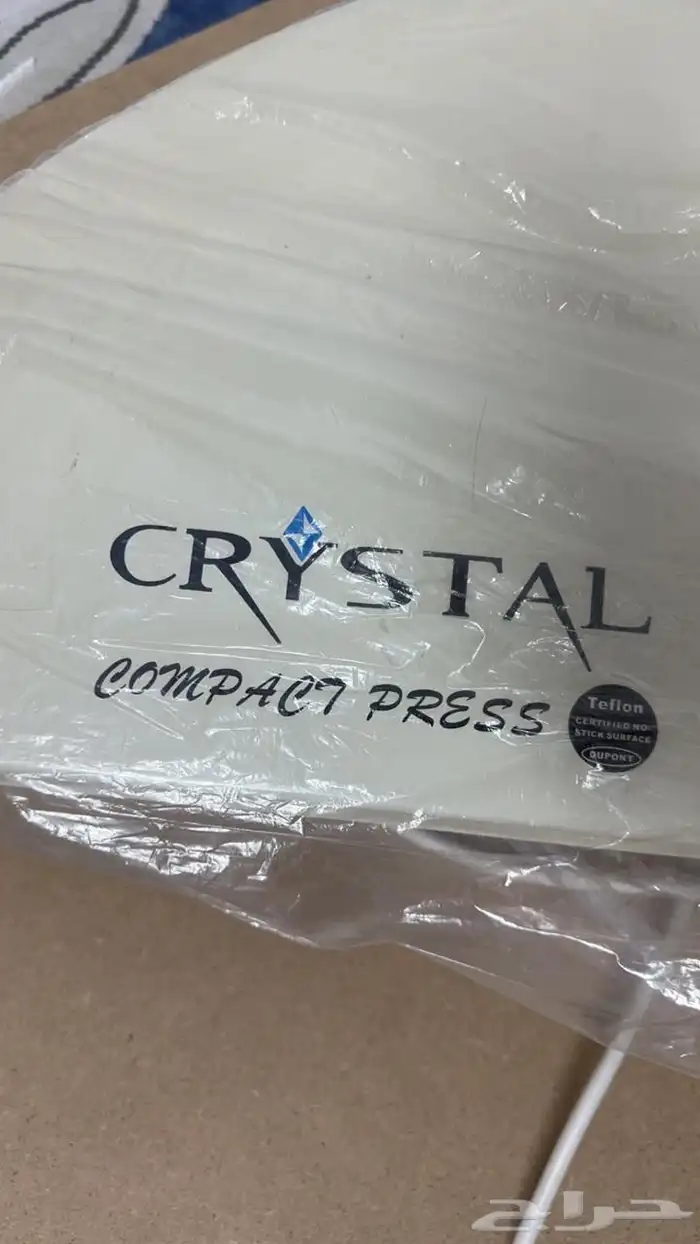 CRYSTAL
COMPACT PRESS
Teflon
CERTIFIED NO-
STICK SURFACE
DUPONT
حراج